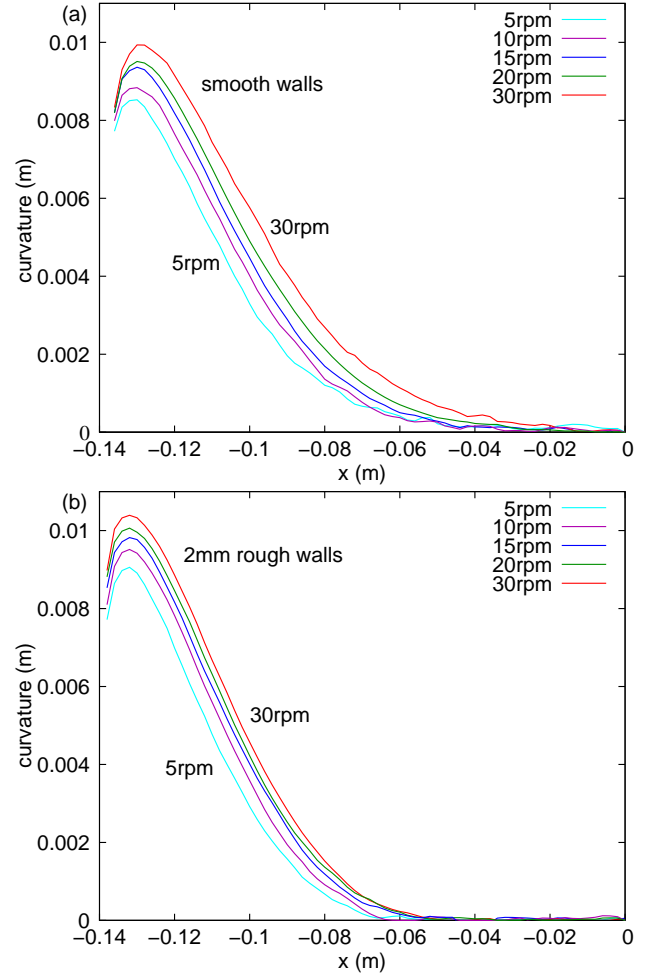 (a)
5rpm
10rpm
15rpm
20rpm
30rpm
smooth walls
30rpm
5rpm
curvature (m)
0.01
0.008
0.006
0.004
0.002
0
−0.14 −0.12 −0.1 −0.08 −0.06 −0.04 −0.02 0
x (m)
(b)
5rpm
10rpm
15rpm
20rpm
30rpm
2mm rough walls
30rpm
5rpm
curvature (m)
0.01
0.008
0.006
0.004
0.002
0
−0.14 −0.12 −0.1 −0.08 −0.06 −0.04 −0.02 0
x (m)